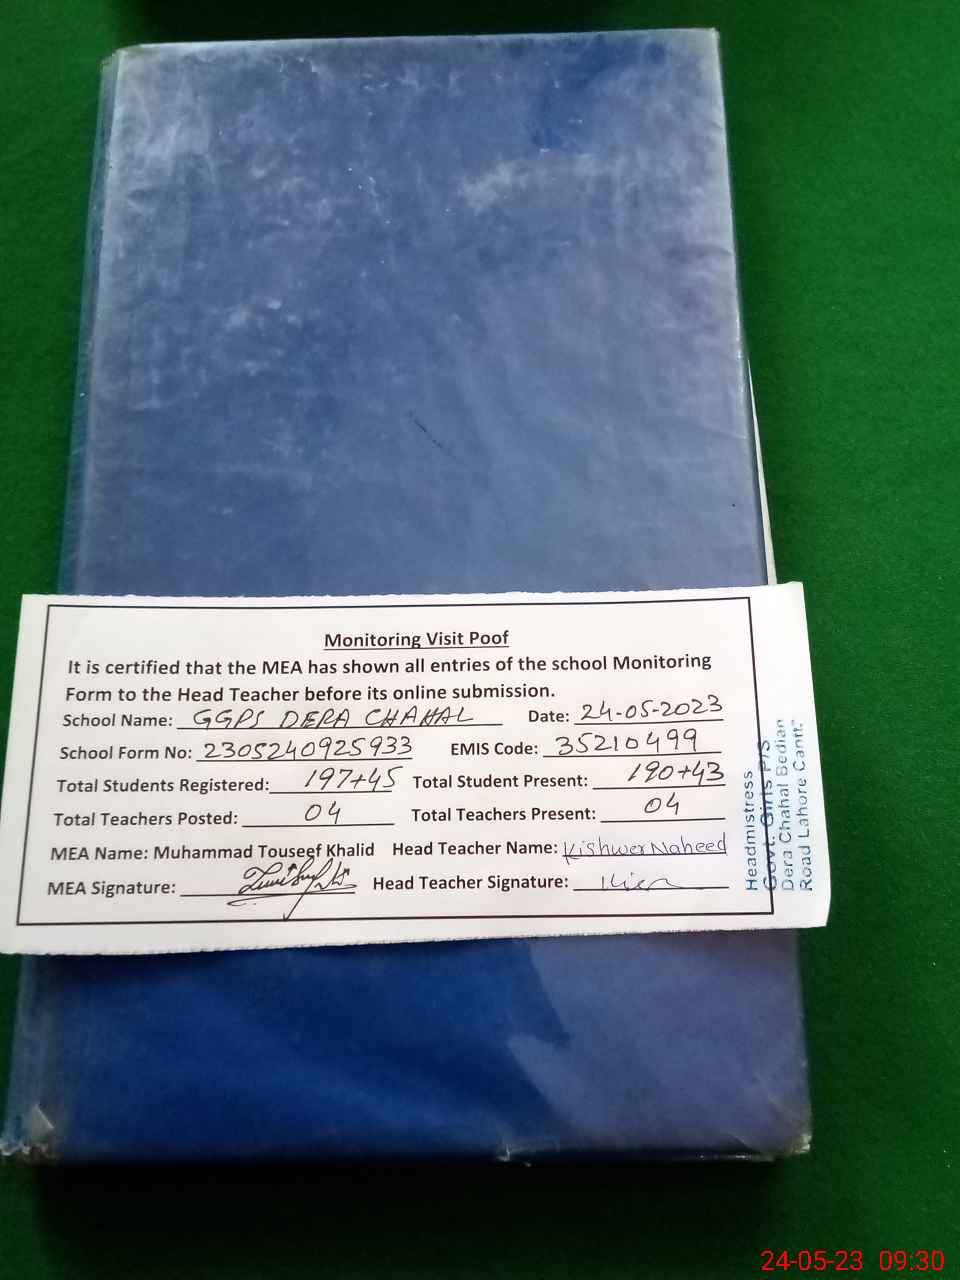 Monitoring Visit Poof
It is certified that the MEA has shown all entries of the school Monitoring
Form to the Head Teacher before its online submission.
School Name: GGPS DERA CHAHAL Date: 24-05-2023
School Form No: 2305240925933 EMIS Code: 35210499
Total Students Registered: 197+45 Total Student Present: 190+43
Total Teachers Posted: 04 Total Teachers Present: 04
MEA Name: Muhammad Touseef Khalid Head Teacher Name: Kishwer Naheed
MEA Signature: Head Teacher Signature:
Headmistress
Govt. Girls P/S
Dera Chahal Bedian
Road Lahore Cantt.
24-05-23 09:30